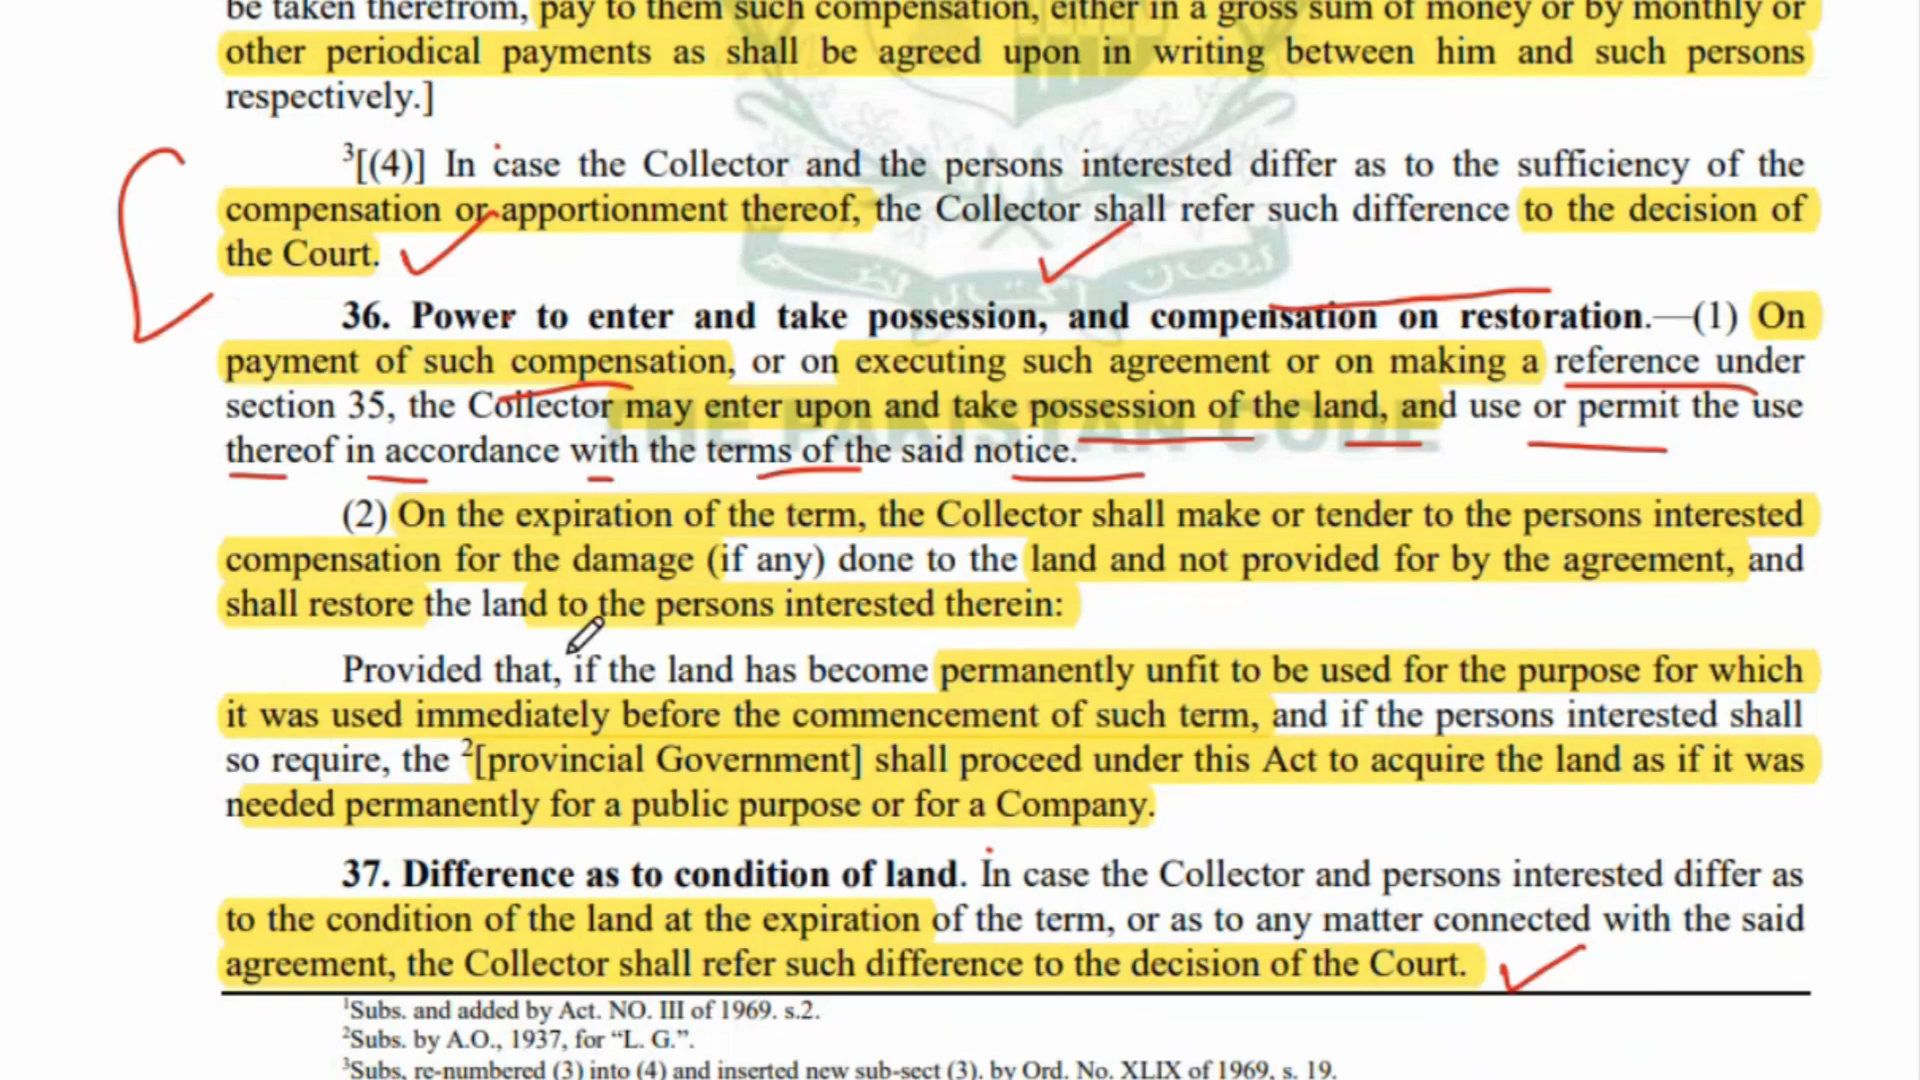 be taken therefrom, pay to them such compensation, either in a gross sum of money or by monthly or
other periodical payments as shall be agreed upon in writing between him and such persons
respectively.]
3[(4)] In case the Collector and the persons interested differ as to the sufficiency of the
compensation or apportionment thereof, the Collector shall refer such difference to the decision of
the Court.
36. Power to enter and take possession, and compensation on restoration.—(1) On
payment of such compensation, or on executing such agreement or on making a reference under
section 35, the Collector may enter upon and take possession of the land, and use or permit the use
thereof in accordance with the terms of the said notice.
THE PAKISTAN CODE
(2) On the expiration of the term, the Collector shall make or tender to the persons interested
compensation for the damage (if any) done to the land and not provided for by the agreement, and
shall restore the land to the persons interested therein:
Provided that, if the land has become permanently unfit to be used for the purpose for which
it was used immediately before the commencement of such term, and if the persons interested shall
so require, the 2[provincial Government] shall proceed under this Act to acquire the land as if it was
needed permanently for a public purpose or for a Company.
37. Difference as to condition of land. In case the Collector and persons interested differ as
to the condition of the land at the expiration of the term, or as to any matter connected with the said
agreement, the Collector shall refer such difference to the decision of the Court.
1Subs. and added by Act. NO. III of 1969. s.2.
2Subs. by A.O., 1937, for “L. G.”.
3Subs, re-numbered (3) into (4) and inserted new sub-sect (3). by Ord. No. XLIX of 1969, s. 19.